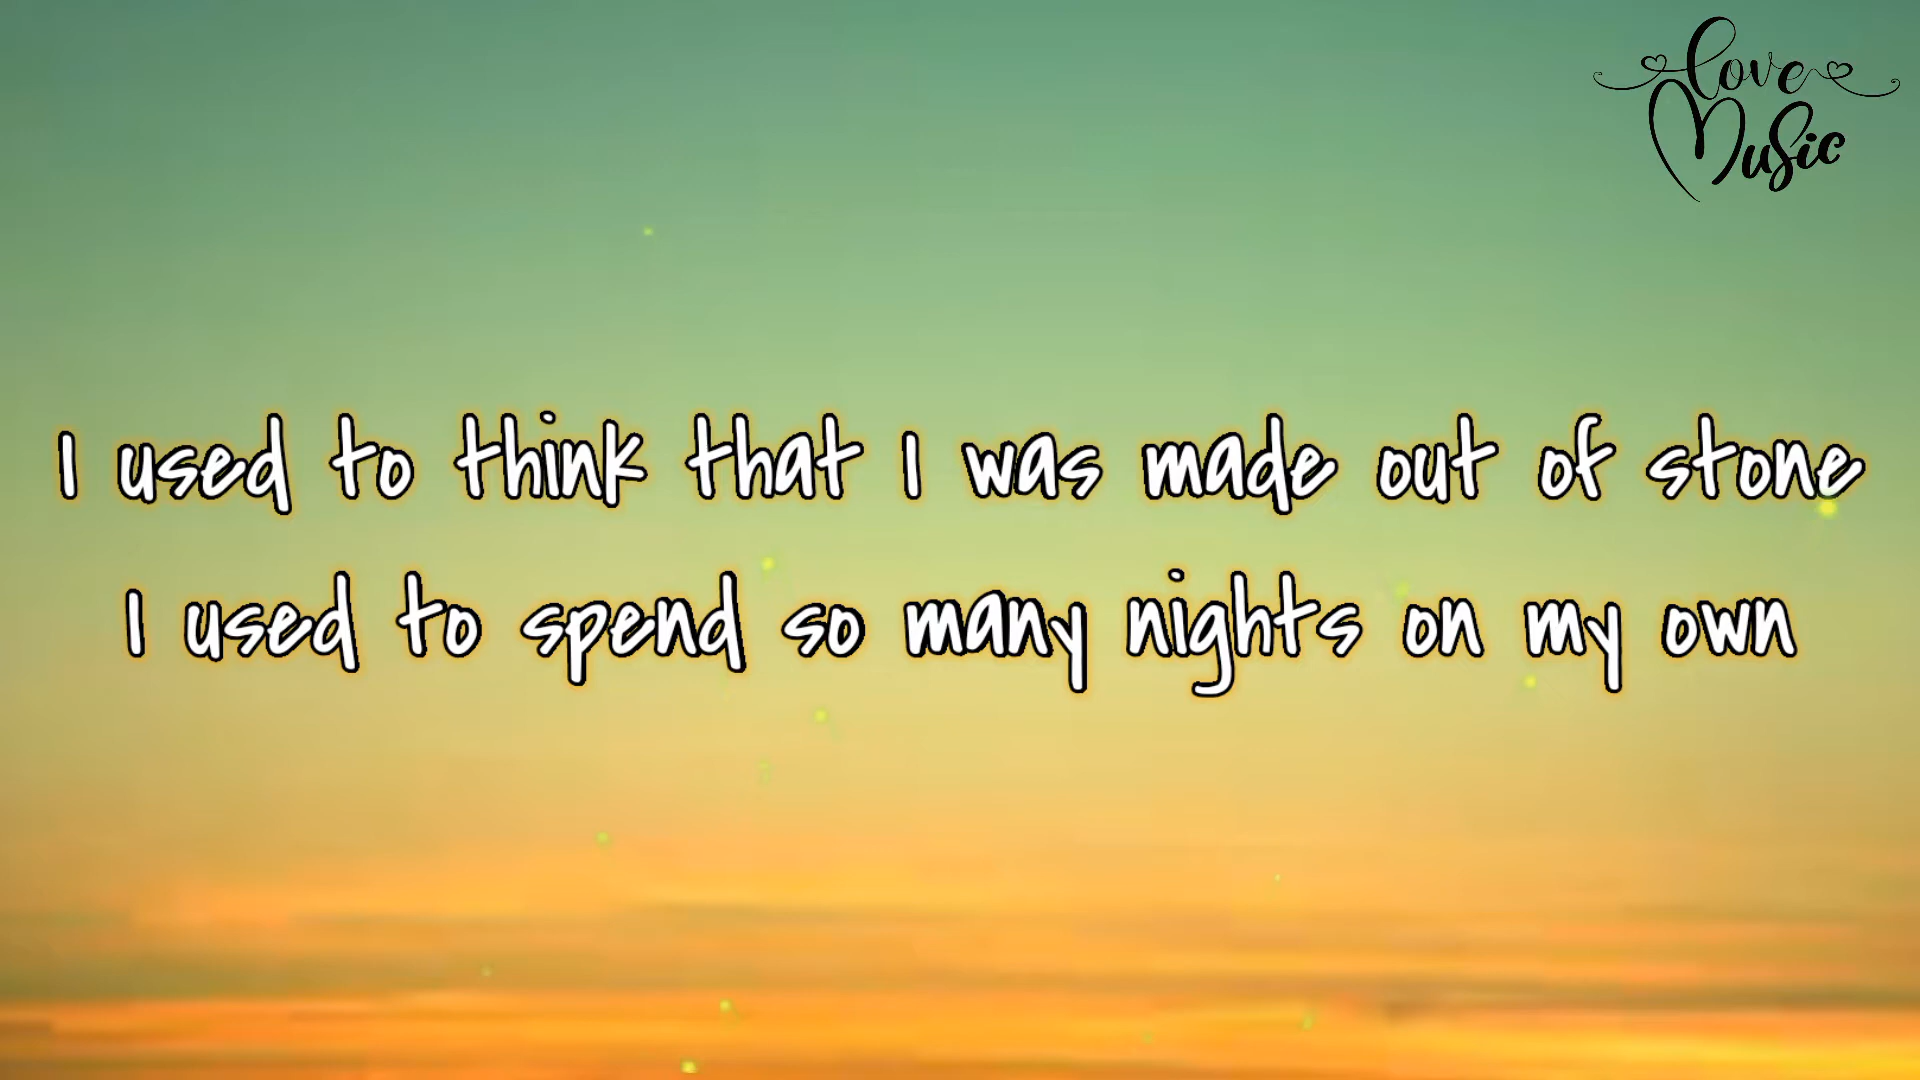 love
Music
I used to think that I was made out of stone
I used to spend so many nights on my own